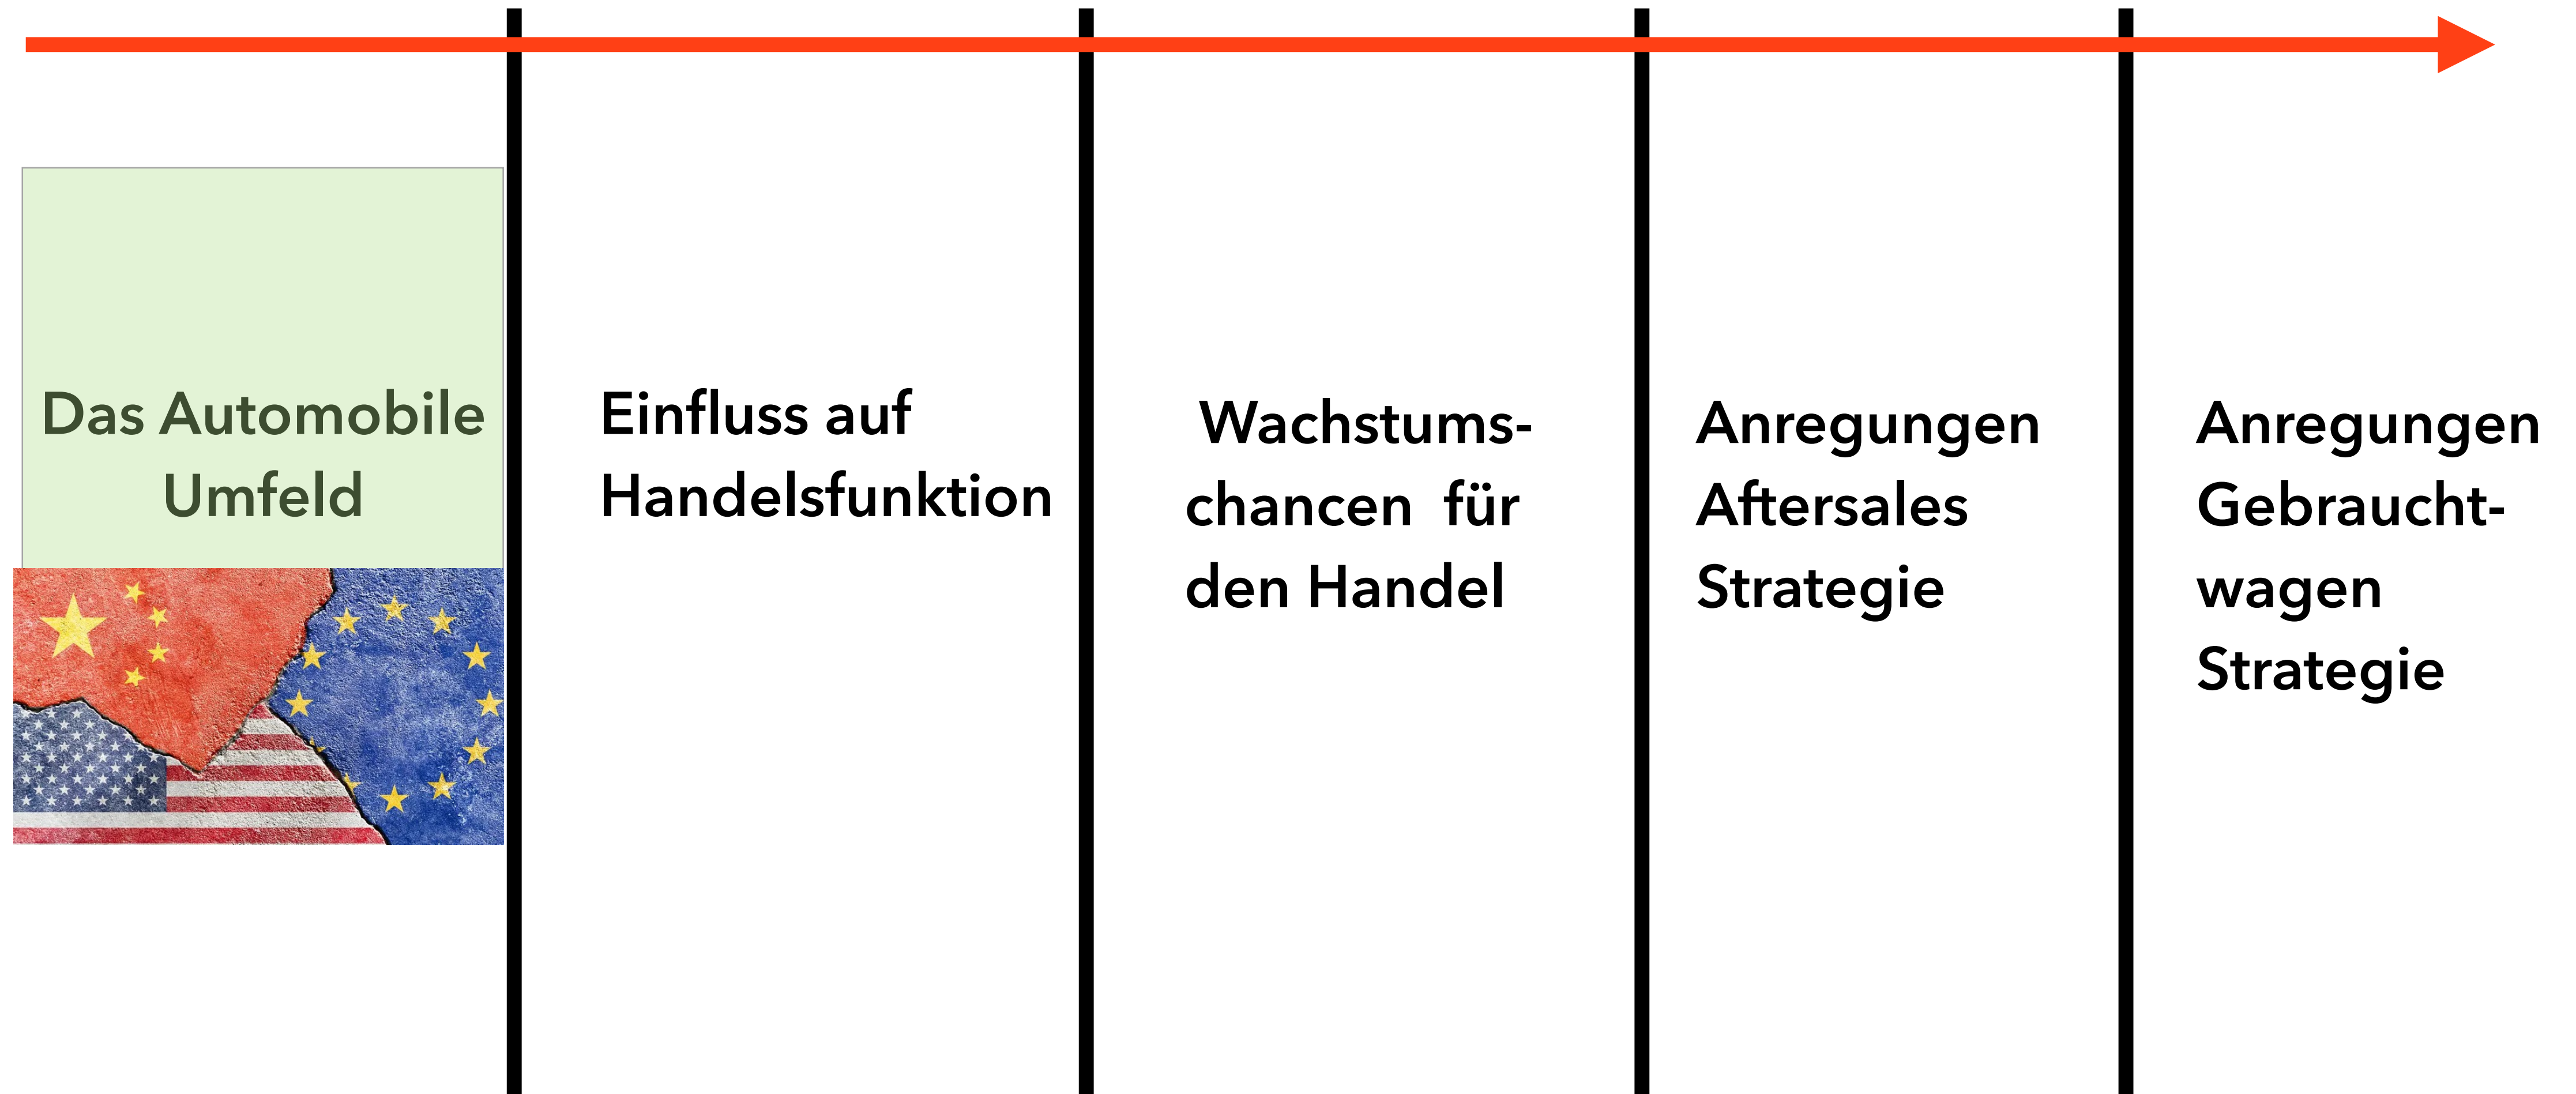 Das Automobile
Umfeld
Einfluss auf
Handelsfunktion
Wachstums-
chancen für
den Handel
Anregungen
Aftersales
Strategie
Anregungen
Gebraucht-
wagen
Strategie